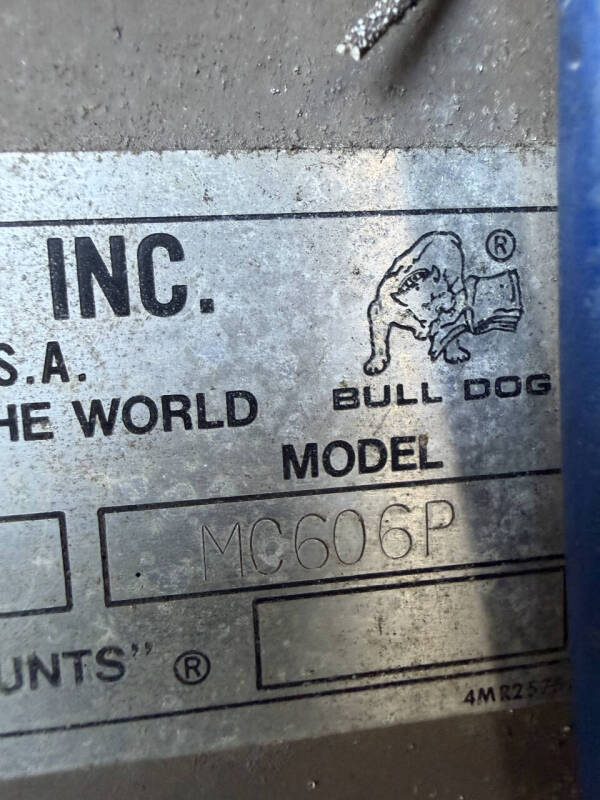 INC.
®
S.A.
HE WORLD
BULL DOG
MODEL
MC606P
UNTS" ®